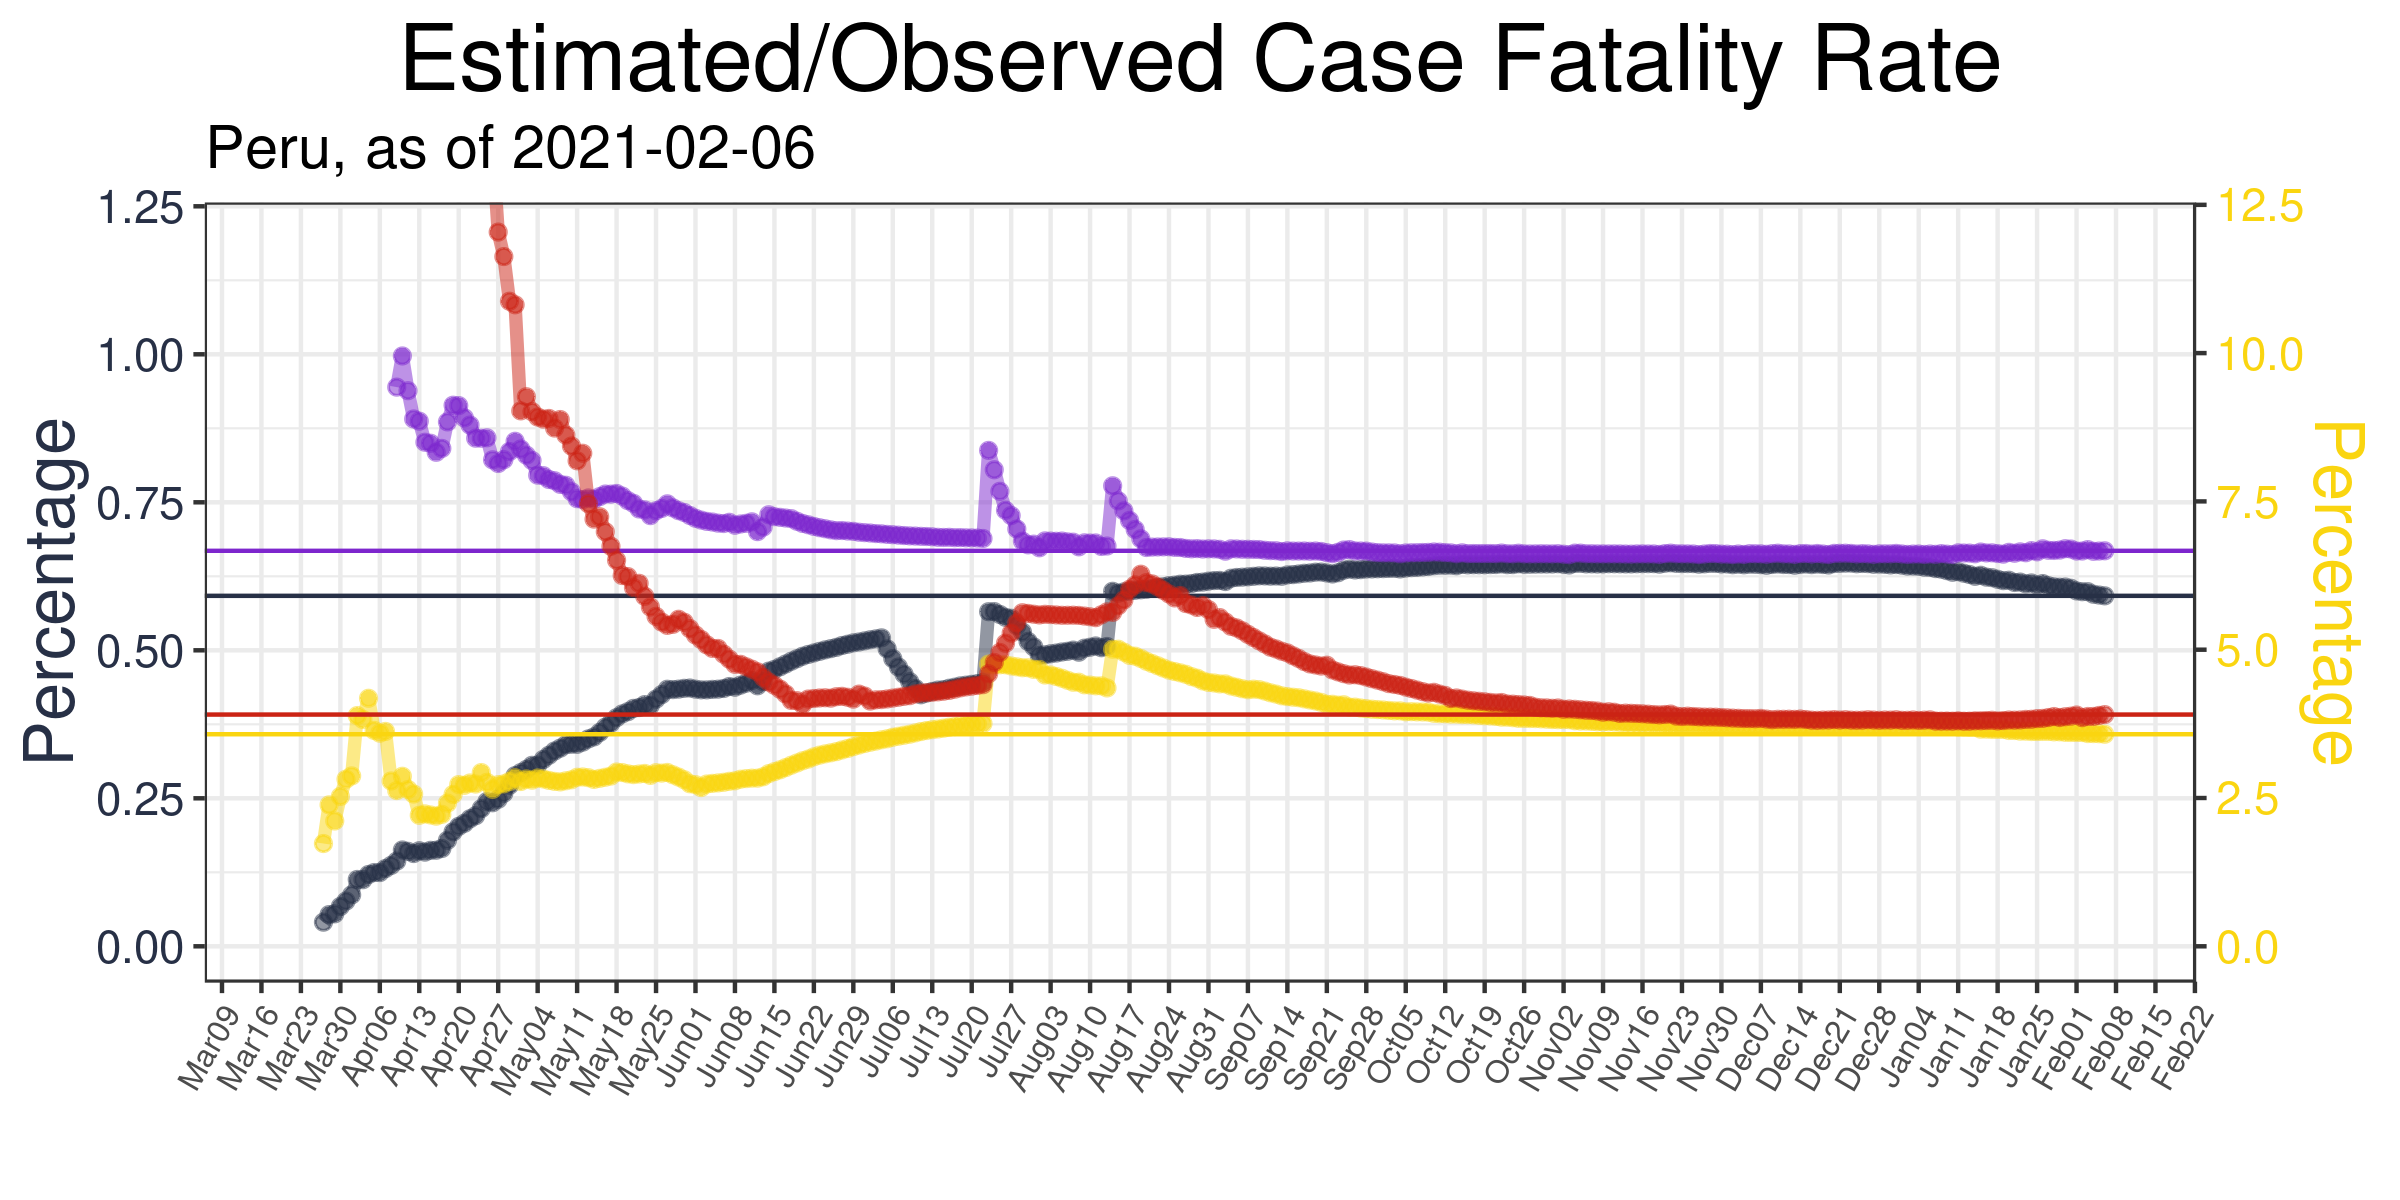 Estimated/Observed Case Fatality Rate
Peru, as of 2021-02-06
Percentage
1.25
1.00
0.75
0.50
0.25
0.00
12.5
10.0
7.5
5.0
2.5
0.0
Percentage
Mar09
Mar16
Mar23
Mar30
Apr06
Apr13
Apr20
Apr27
May04
May11
May18
May25
Jun01
Jun08
Jun15
Jun22
Jun29
Jul06
Jul13
Jul20
Jul27
Aug03
Aug10
Aug17
Aug24
Aug31
Sep07
Sep14
Sep21
Sep28
Oct05
Oct12
Oct19
Oct26
Nov02
Nov09
Nov16
Nov23
Nov30
Dec07
Dec14
Dec21
Dec28
Jan04
Jan11
Jan18
Jan25
Feb01
Feb08
Feb15
Feb22